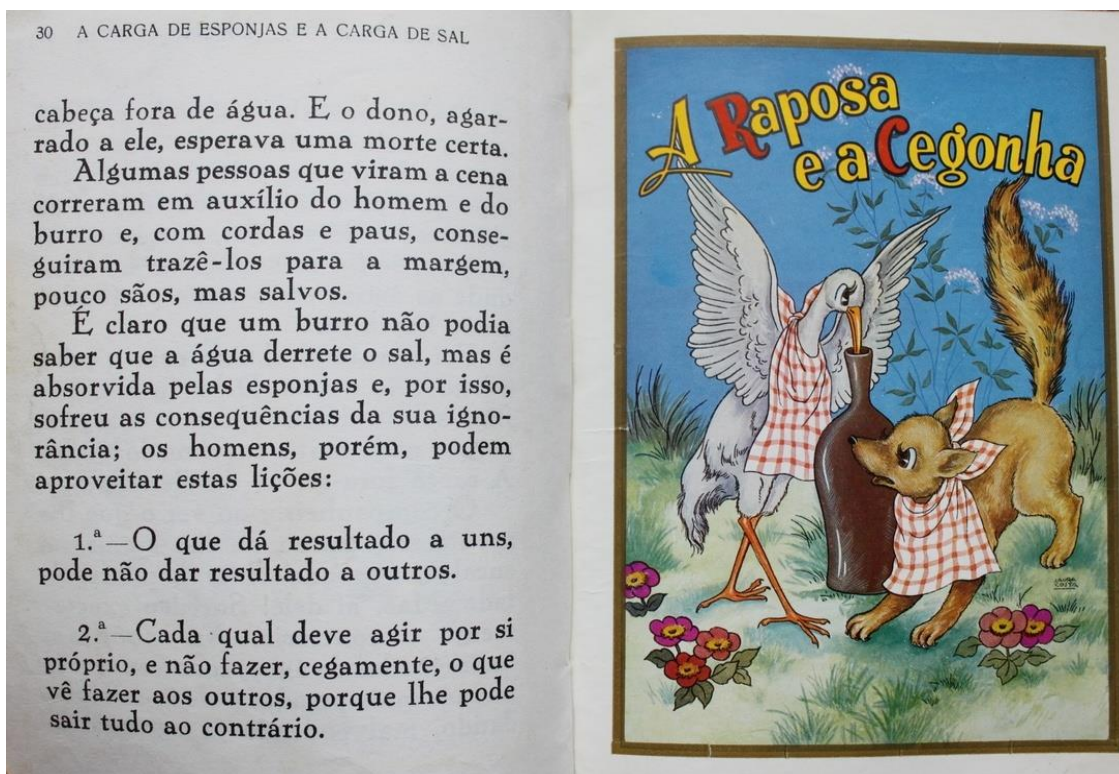 30 A CARGA DE ESPONJAS E A CARGA DE SAL
cabeça fora de água. E o dono, agar-
rado a ele, esperava uma morte certa.
Algumas pessoas que viram a cena
correram em auxílio do homem e do
burro e, com cordas e paus, conse-
guiram trazê-los para a margem,
pouco sãos, mas salvos.
É claro que um burro não podia
saber que a água derrete o sal, mas é
absorvida pelas esponjas e, por isso,
sofreu as consequências da sua igno-
rância; os homens, porém, podem
aproveitar estas lições:
1.ª—O que dá resultado a uns,
pode não dar resultado a outros.
2.ª—Cada qual deve agir por si
próprio, e não fazer, cegamente, o que
vê fazer aos outros, porque lhe pode
sair tudo ao contrário.
A Raposa
e a Cegonha
LAURA
COSTA